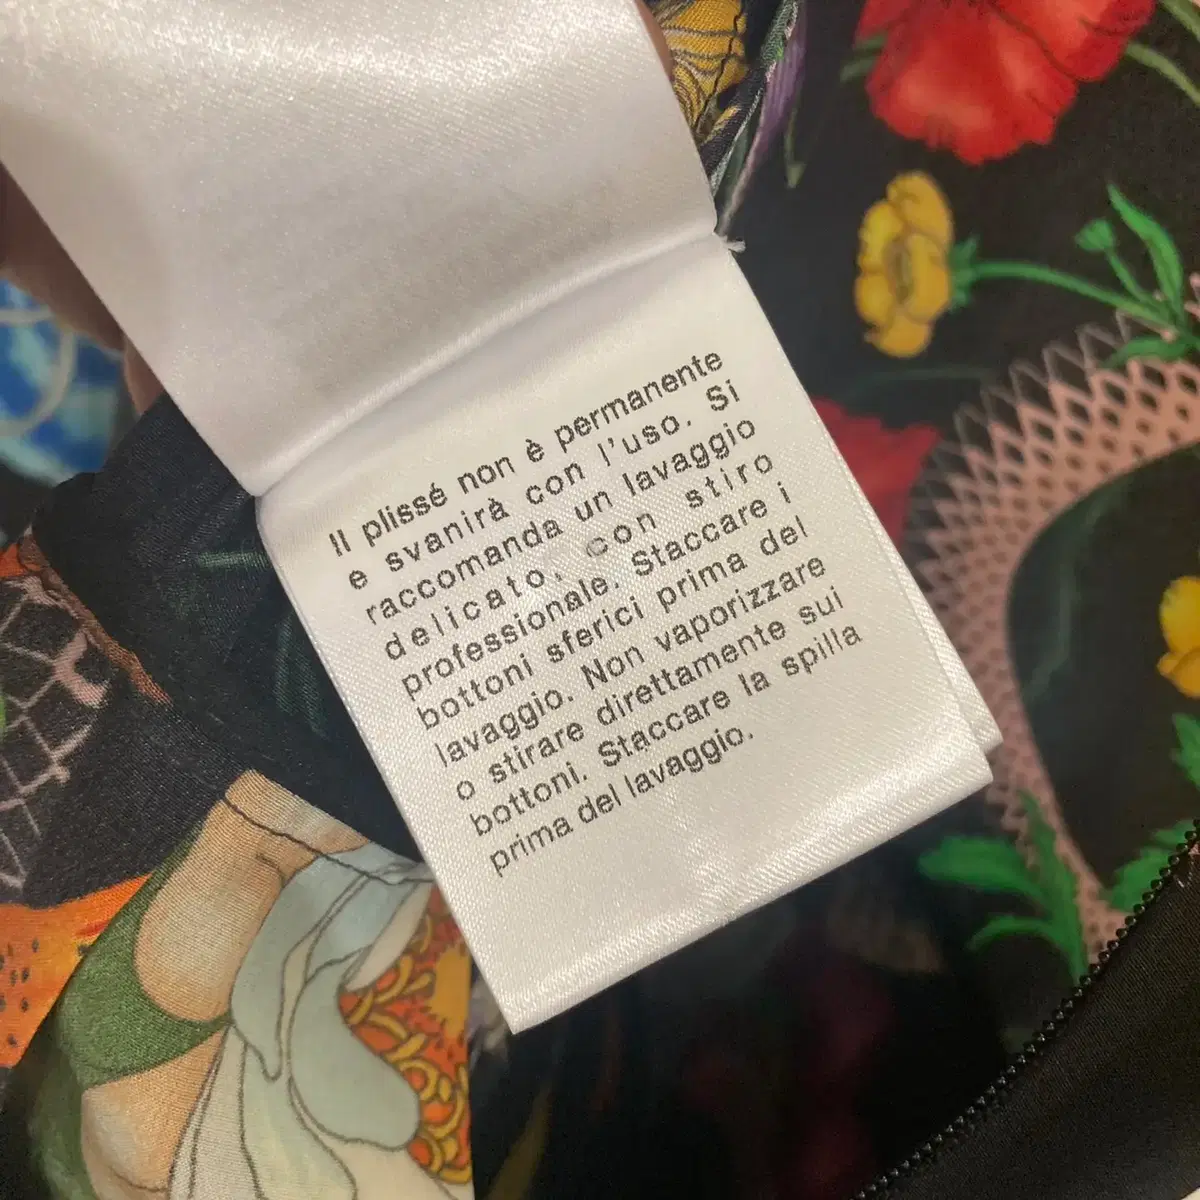 Il plissé non è permanente
e svanirà con l'uso. Si
raccomanda un lavaggio
delicato, con stiro
professionale. Staccare i
bottoni sferici prima del
lavaggio. Non vaporizzare
o stirare direttamente sui
bottoni. Staccare la spilla
prima del lavaggio.